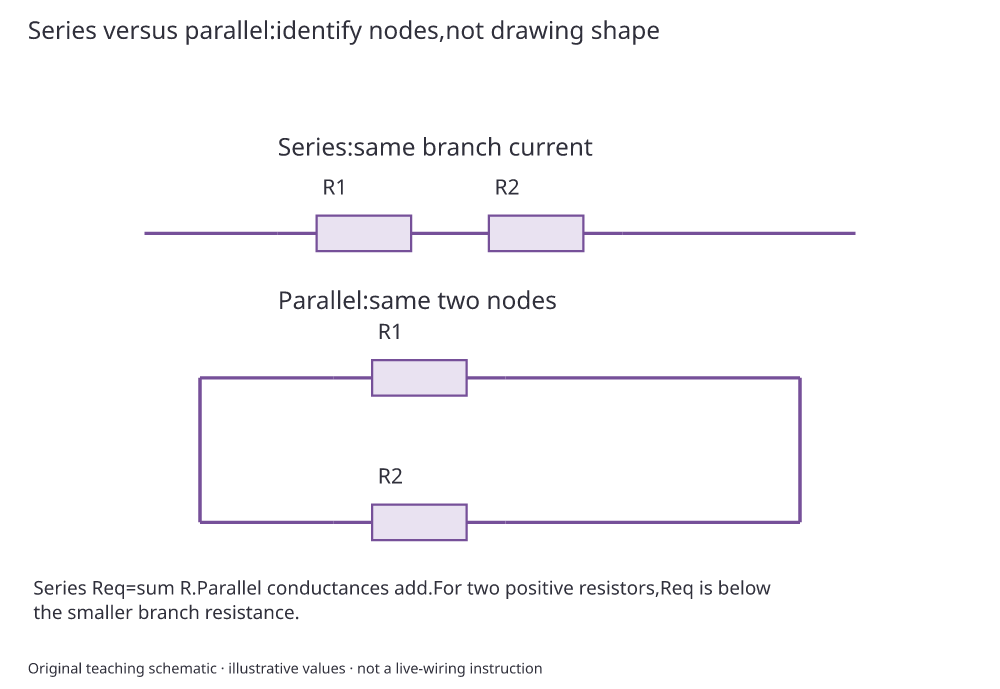 Series versus parallel:identify nodes,not drawing shape
Series:same branch current
R1 R2
Parallel:same two nodes
R1
R2
Series Req=sum R.Parallel conductances add.For two positive resistors,Req is below
the smaller branch resistance.
Original teaching schematic · illustrative values · not a live-wiring instruction